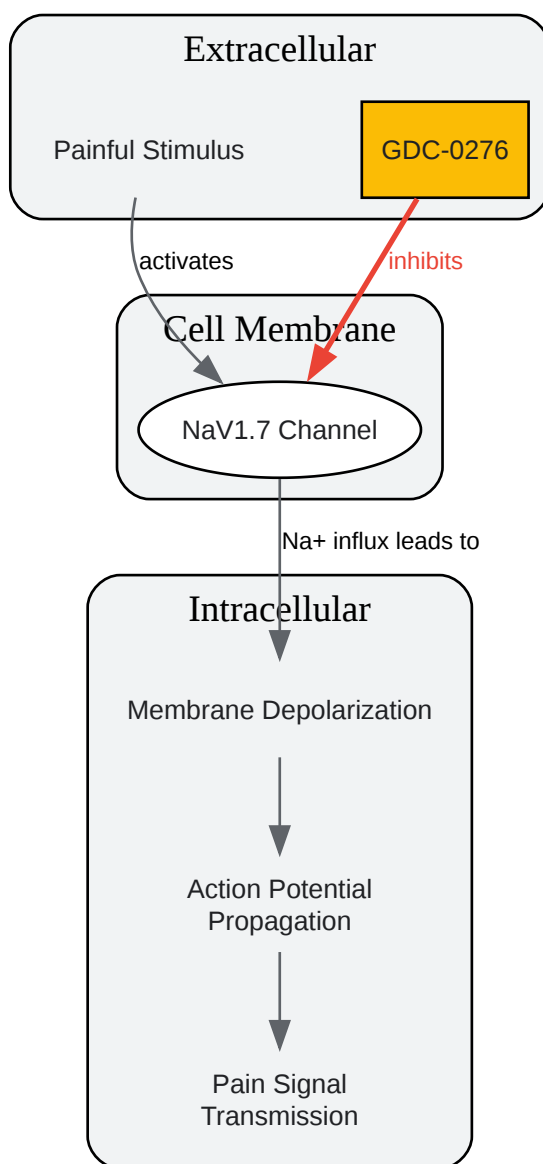 Extracellular
Painful Stimulus
GDC-0276
activates
inhibits
Cell Membrane
NaV1.7 Channel
Na+ influx leads to
Intracellular
Membrane Depolarization
Action Potential
Propagation
Pain Signal
Transmission